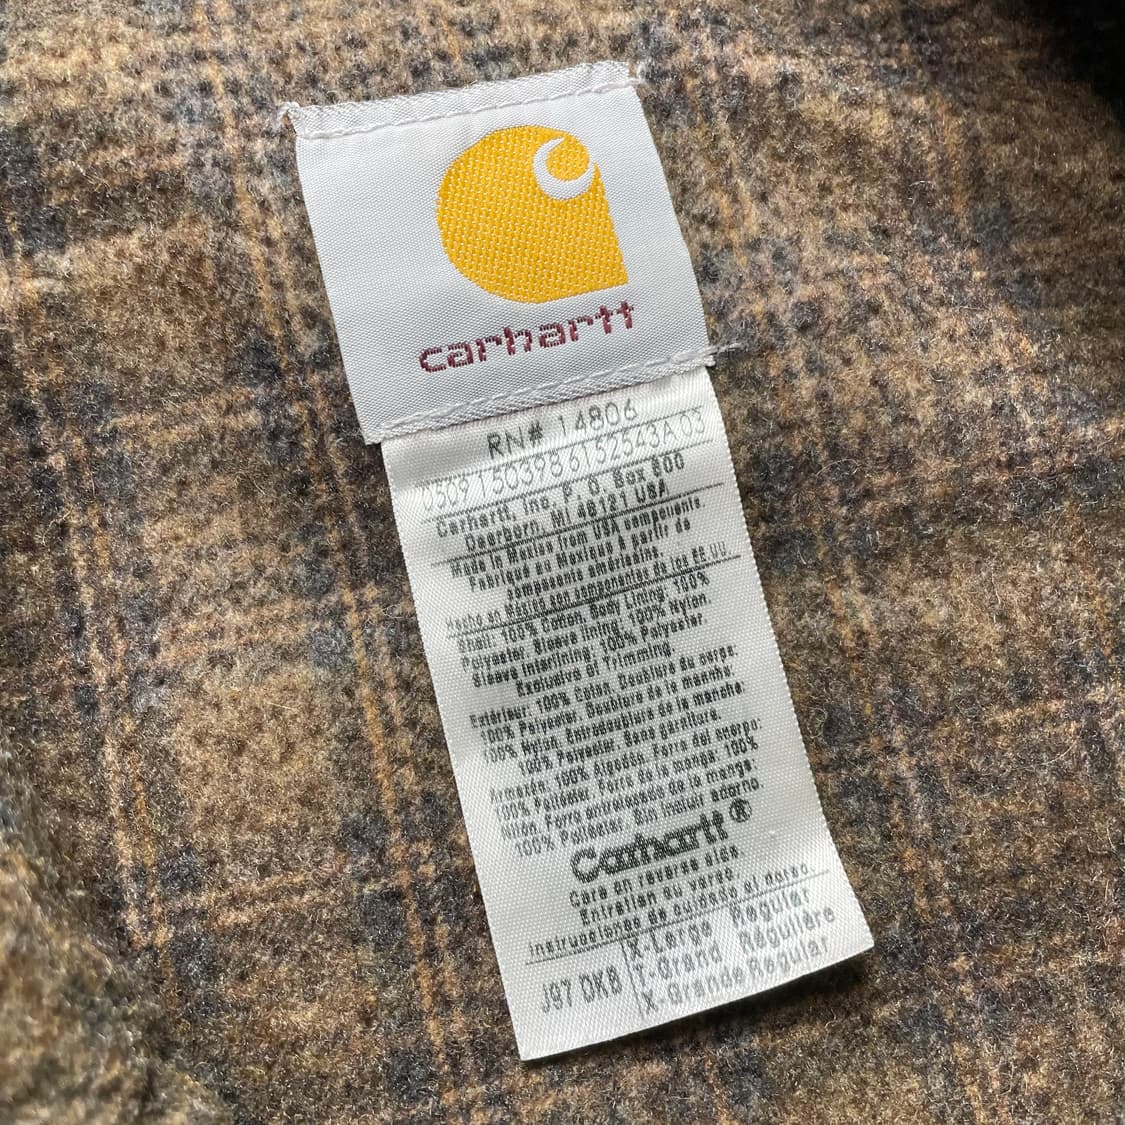 carhartt
RN# 14806
0509150398 6152543A 03
Carhartt, Inc. P. O. Box 600
Dearborn, MI 48121 USA
Made in Mexico from USA components.
Fabriqué au Mexique à partir de
composants américains.
Hecho en México con componentes de los EE UU.
Shell: 100% Cotton, Body Lining: 100%
Polyester, Sleeve lining: 100% Nylon,
Sleeve Interlining: 100% Polyester.
Exclusive of Trimming.
Extérieur: 100% Coton, Doublure du corps:
100% Polyester, Doublure de la manche:
100% Nylon, Entredoublure de la manche:
100% Polyester. Sans garniture.
Armazón: 100% Algodón, Forro del cuerpo:
100% Poliéster, Forro de la manga: 100%
Nilón, Forro entretelado de la manga:
100% Poliéster. Sin incluir adorno.
Carhartt®
Care on reverse side.
Entretien au verso.
Instrucciones de cuidado al dorso.
J97 DKB
X-Large Regular
T-Grand Régulière
X-Grande Regular